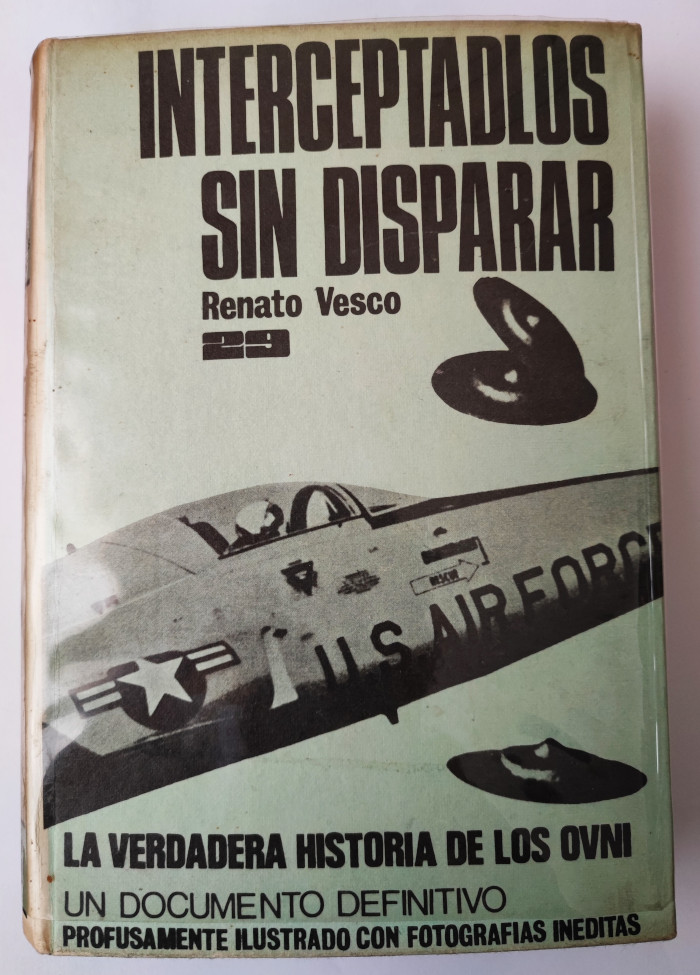 INTERCEPTADLOS
SIN DISPARAR
Renato Vesco
29
RESCUE
U.S. AIR FORCE
LA VERDADERA HISTORIA DE LOS OVNI
UN DOCUMENTO DEFINITIVO
PROFUSAMENTE ILUSTRADO CON FOTOGRAFIAS INEDITAS